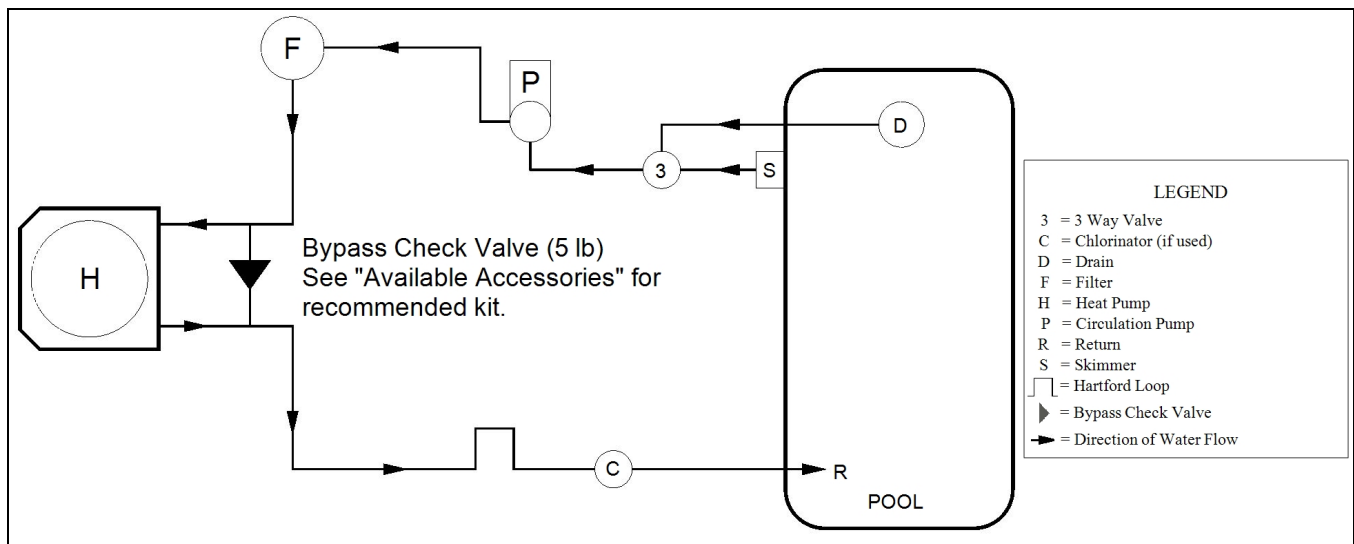 F
P
D
3
S
H
Bypass Check Valve (5 lb)
See "Available Accessories" for
recommended kit.
C
R
POOL
LEGEND
3 = 3 Way Valve
C = Chlorinator (if used)
D = Drain
F = Filter
H = Heat Pump
P = Circulation Pump
R = Return
S = Skimmer
= Hartford Loop
= Bypass Check Valve
= Direction of Water Flow